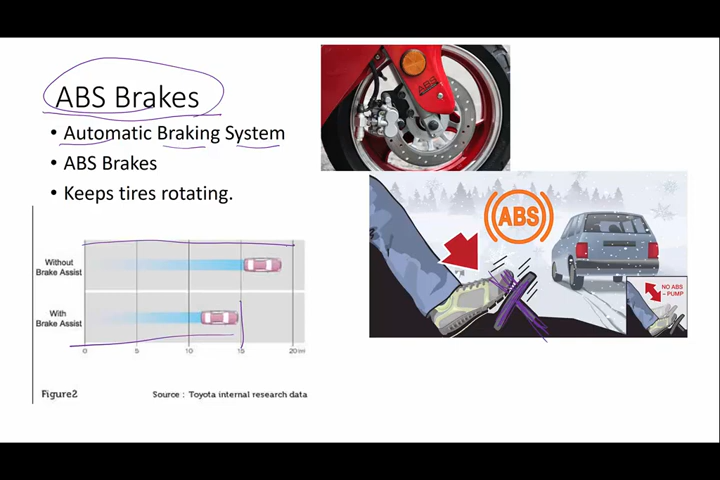 ABS Brakes
• Automatic Braking System
• ABS Brakes
• Keeps tires rotating.
Without
Brake Assist
With
Brake Assist
0 5 10 15 20(m)
Figure2
Source : Toyota internal research data
ABS
ABS
NO ABS
– PUMP